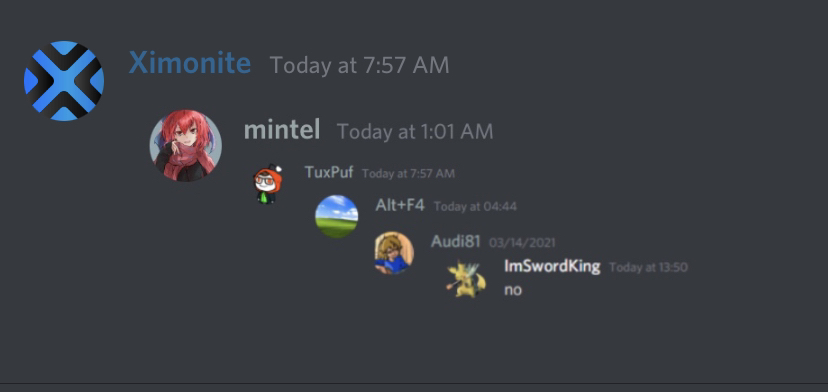 Ximonite Today at 7:57 AM
mintel Today at 1:01 AM
TuxPuf Today at 7:57 AM
Alt+F4 Today at 04:44
Audi81 03/14/2021
ImSwordKing Today at 13:50
no